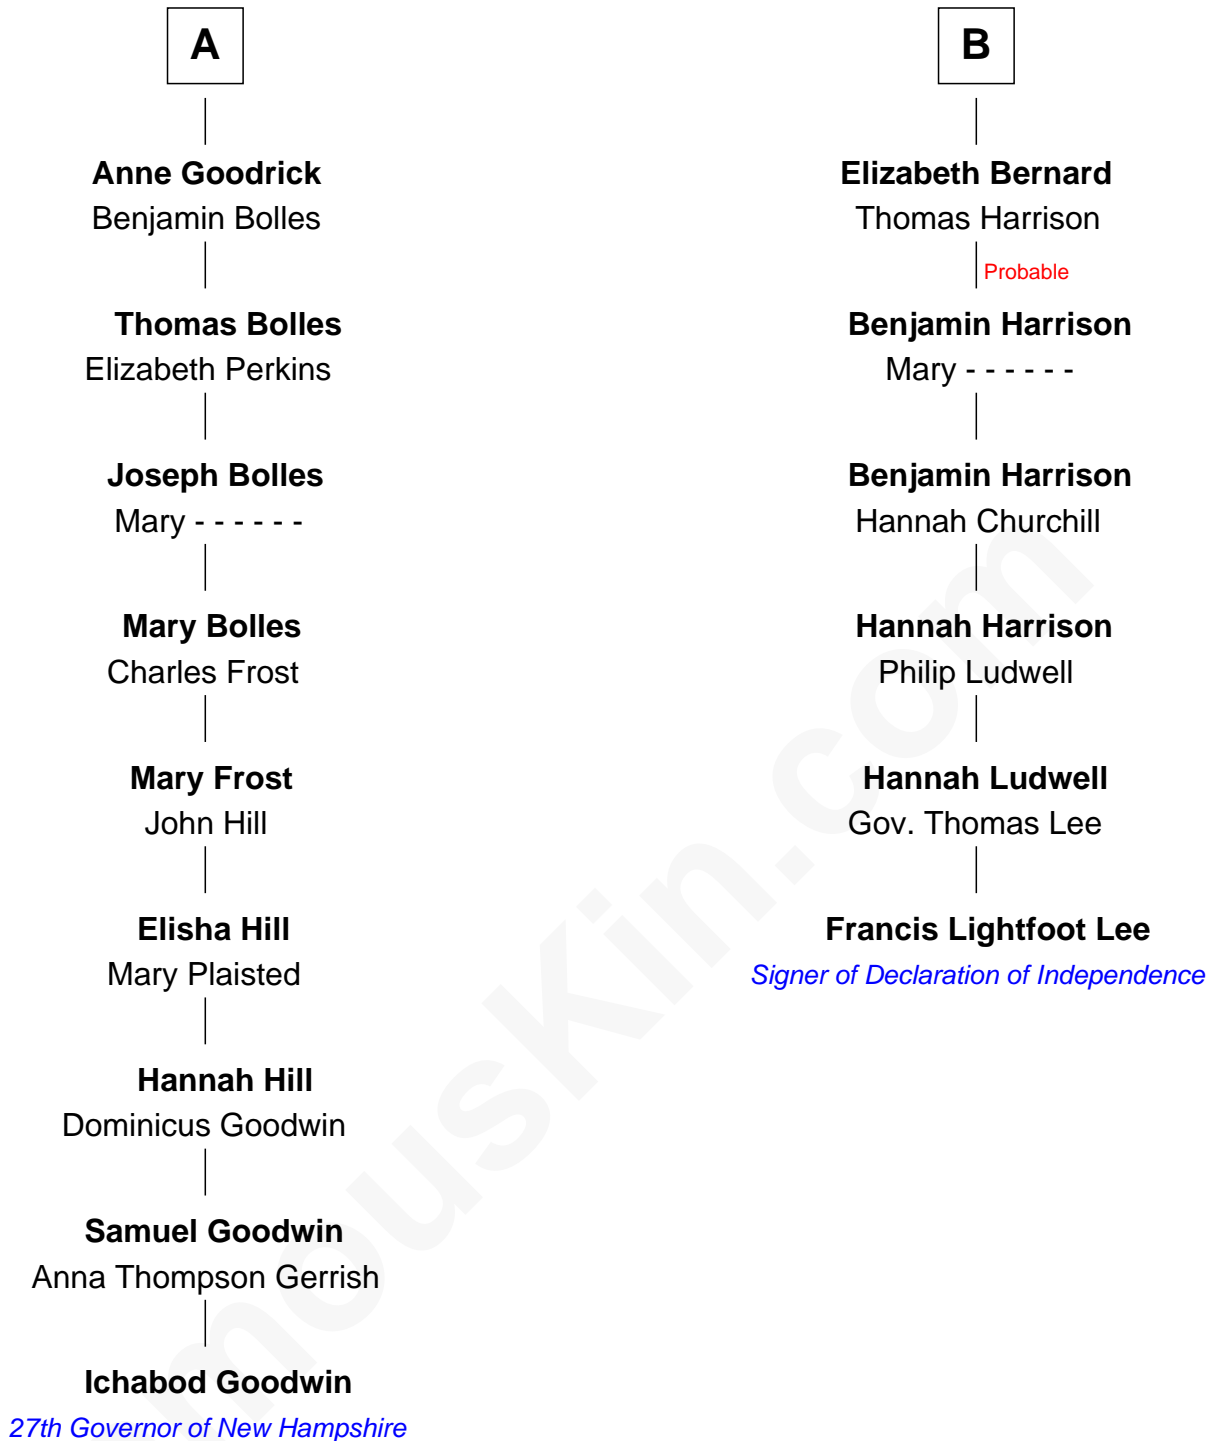 A
Anne Goodrick
Benjamin Bolles
Thomas Bolles
Elizabeth Perkins
Joseph Bolles
Mary - - - - - -
Mary Bolles
Charles Frost
Mary Frost
John Hill
Elisha Hill
Mary Plaisted
Hannah Hill
Dominicus Goodwin
Samuel Goodwin
Anna Thompson Gerrish
Ichabod Goodwin
27th Governor of New Hampshire
B
Elizabeth Bernard
Thomas Harrison
Probable
Benjamin Harrison
Mary - - - - - -
Benjamin Harrison
Hannah Churchill
Hannah Harrison
Philip Ludwell
Hannah Ludwell
Gov. Thomas Lee
Francis Lightfoot Lee
Signer of Declaration of Independence
mousKin.com